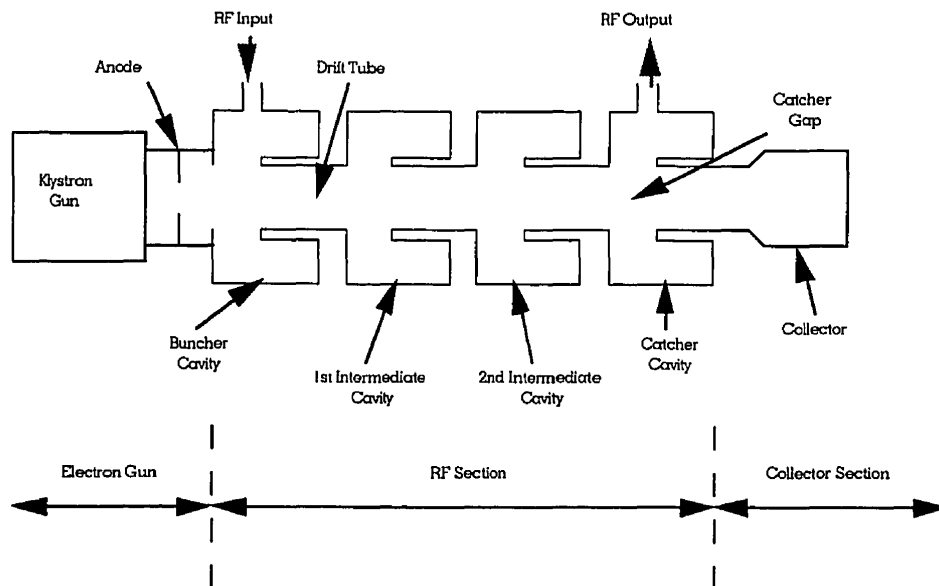 RF Input
RF Output
Anode
Drift Tube
Catcher
Gap
Klystron
Gun
Buncher
Cavity
1st Intermediate
Cavity
2nd Intermediate
Cavity
Catcher
Cavity
Collector
Electron Gun
RF Section
Collector Section